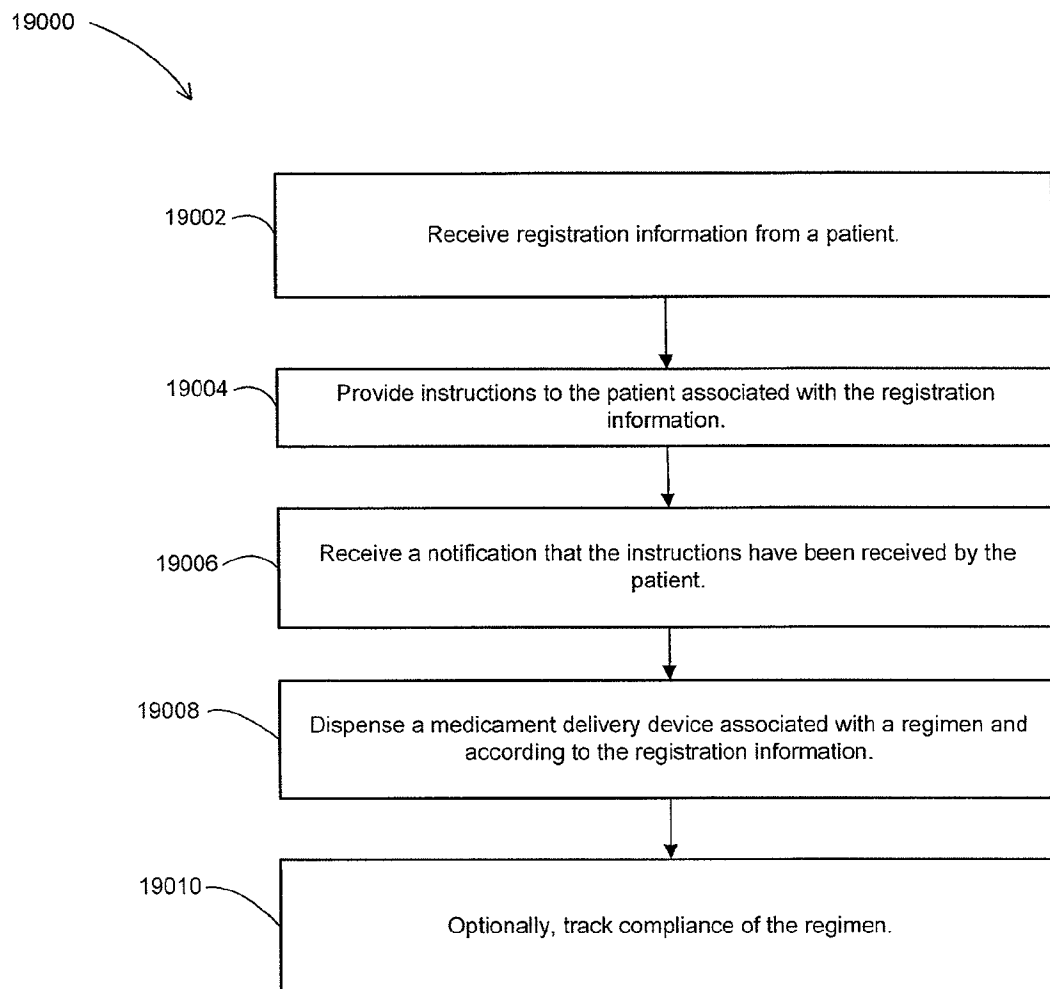 19000
19002
Receive registration information from a patient.
19004
Provide instructions to the patient associated with the registration
information.
19006
Receive a notification that the instructions have been received by the
patient.
19008
Dispense a medicament delivery device associated with a regimen and
according to the registration information.
19010
Optionally, track compliance of the regimen.